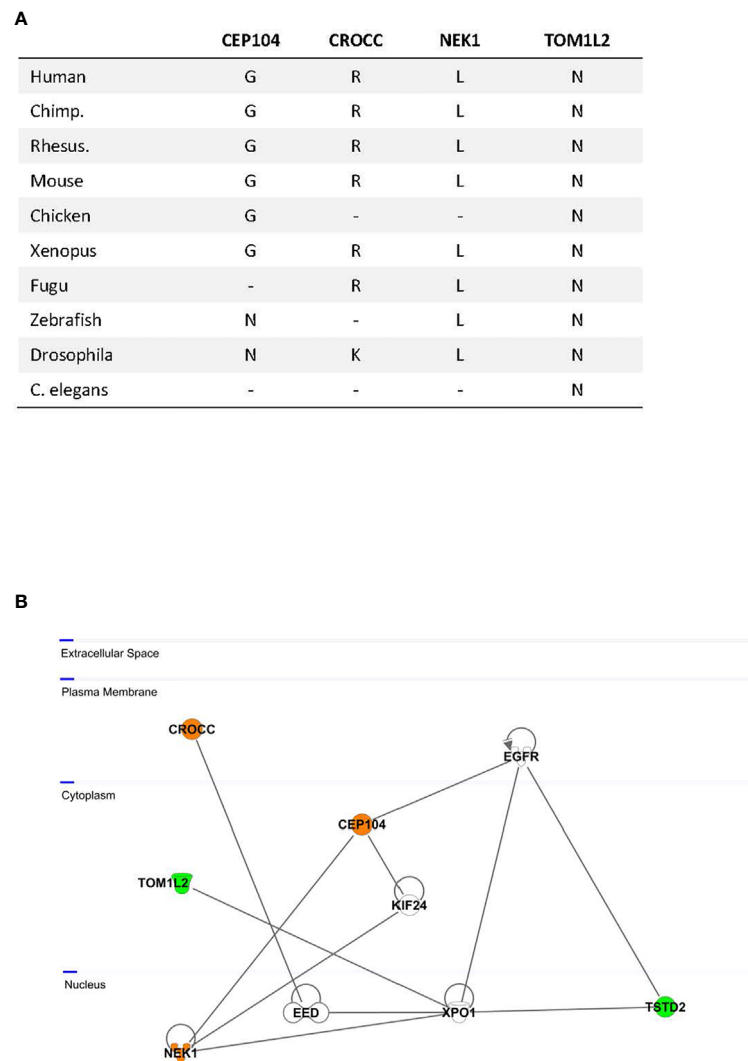 A
CEP104 CROCC NEK1 TOM1L2
Human G R L N
Chimp. G R L N
Rhesus. G R L N
Mouse G R L N
Chicken G - - N
Xenopus G R L N
Fugu - R L N
Zebrafish N - L N
Drosophila N K L N
C. elegans - - - N
B
Extracellular Space
Plasma Membrane
CROCC
EGFR
Cytoplasm
CEP104
TOM1L2
KIF24
Nucleus
EED
XPO1
TSTD2
NEK1